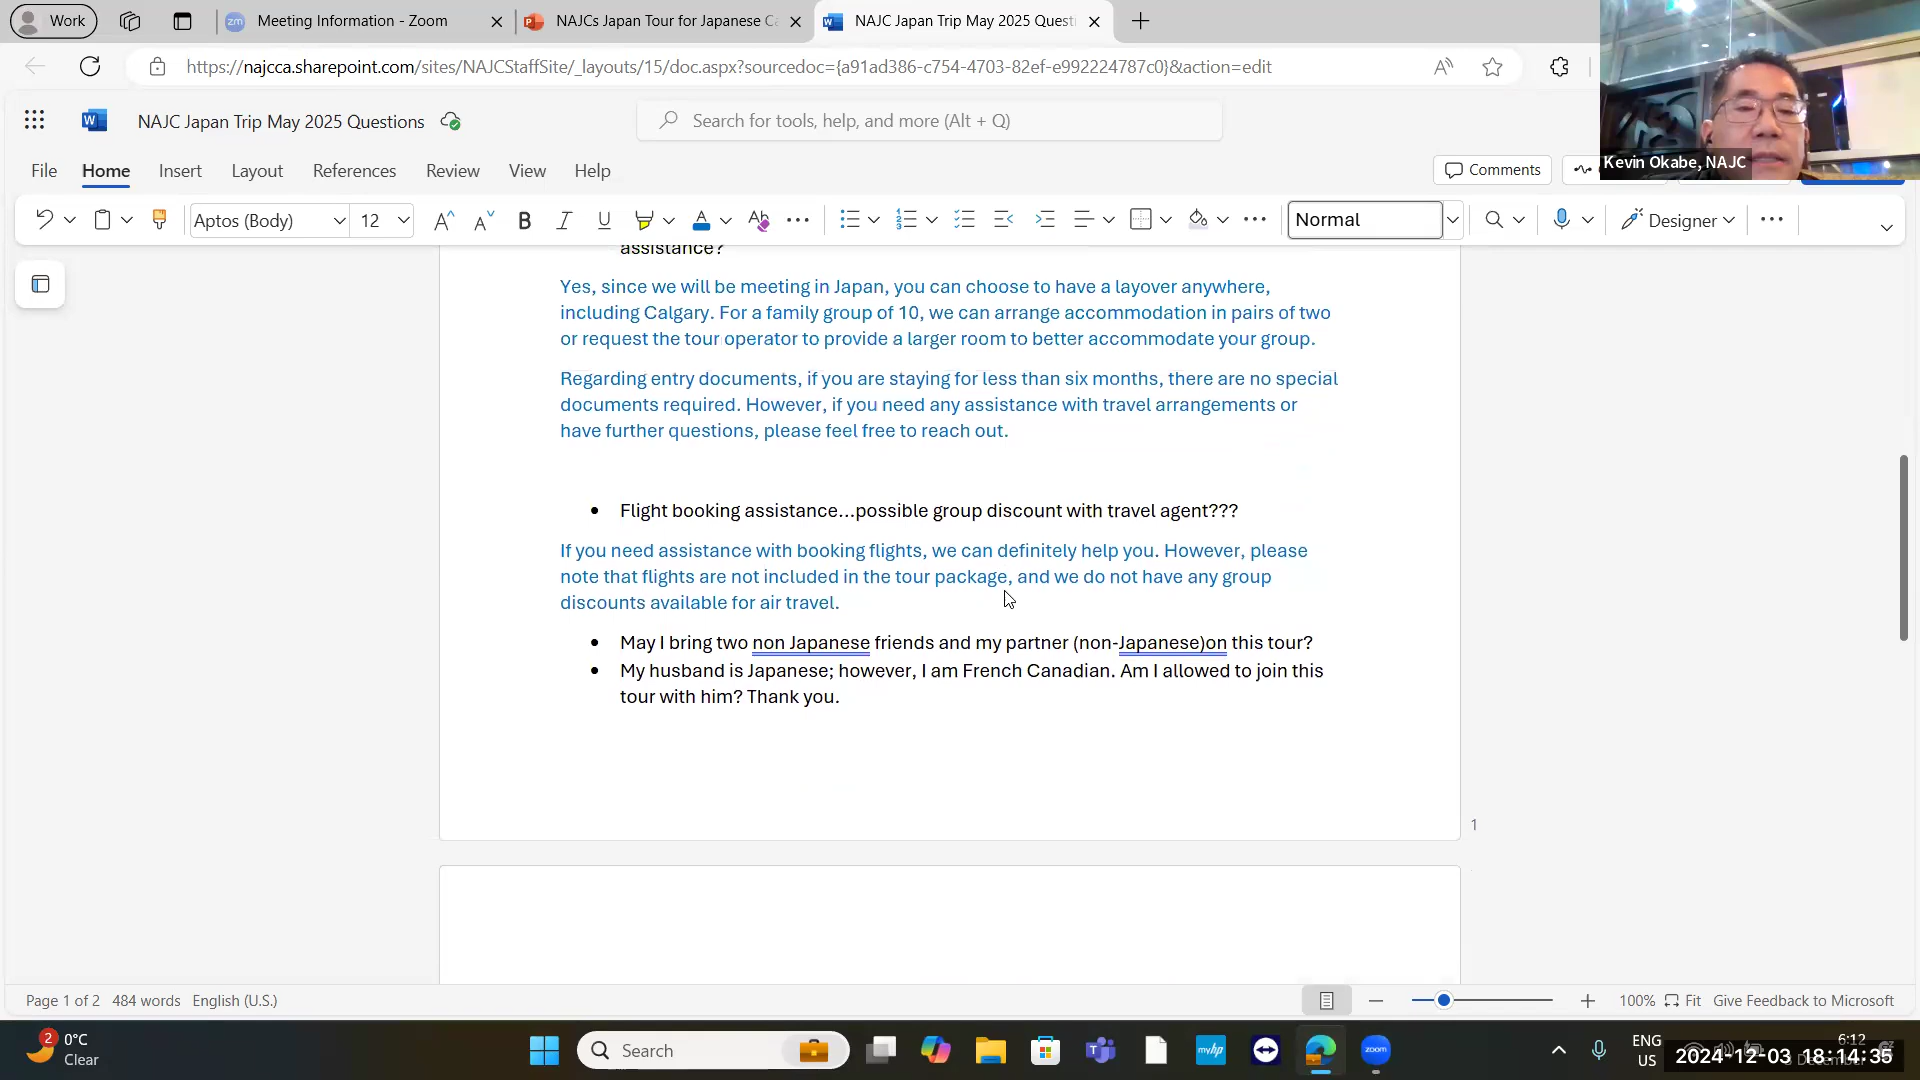 Work
Meeting Information - Zoom
NAJCs Japan Tour for Japanese Ca
NAJC Japan Trip May 2025 Questi
https://najcca.sharepoint.com/sites/NAJCStaffSite/_layouts/15/doc.aspx?sourcedoc={a91ad386-c754-4703-82ef-e992224787c0}&action=edit
NAJC Japan Trip May 2025 Questions
Search for tools, help, and more (Alt + Q)
Kevin Okabe, NAJC
File Home Insert Layout References Review View Help
Comments
Aptos (Body) 12
Normal
Designer
assistance?
Yes, since we will be meeting in Japan, you can choose to have a layover anywhere,
including Calgary. For a family group of 10, we can arrange accommodation in pairs of two
or request the tour operator to provide a larger room to better accommodate your group.
Regarding entry documents, if you are staying for less than six months, there are no special
documents required. However, if you need any assistance with travel arrangements or
have further questions, please feel free to reach out.
• Flight booking assistance...possible group discount with travel agent???
If you need assistance with booking flights, we can definitely help you. However, please
note that flights are not included in the tour package, and we do not have any group
discounts available for air travel.
• May I bring two non Japanese friends and my partner (non-Japanese)on this tour?
• My husband is Japanese; however, I am French Canadian. Am I allowed to join this
tour with him? Thank you.
1
Page 1 of 2 484 words English (U.S.)
100% Fit Give Feedback to Microsoft
2
0°C
Clear
Search
myhp
zoom
ENG
US
6:12
2024-12-03 18:14:35